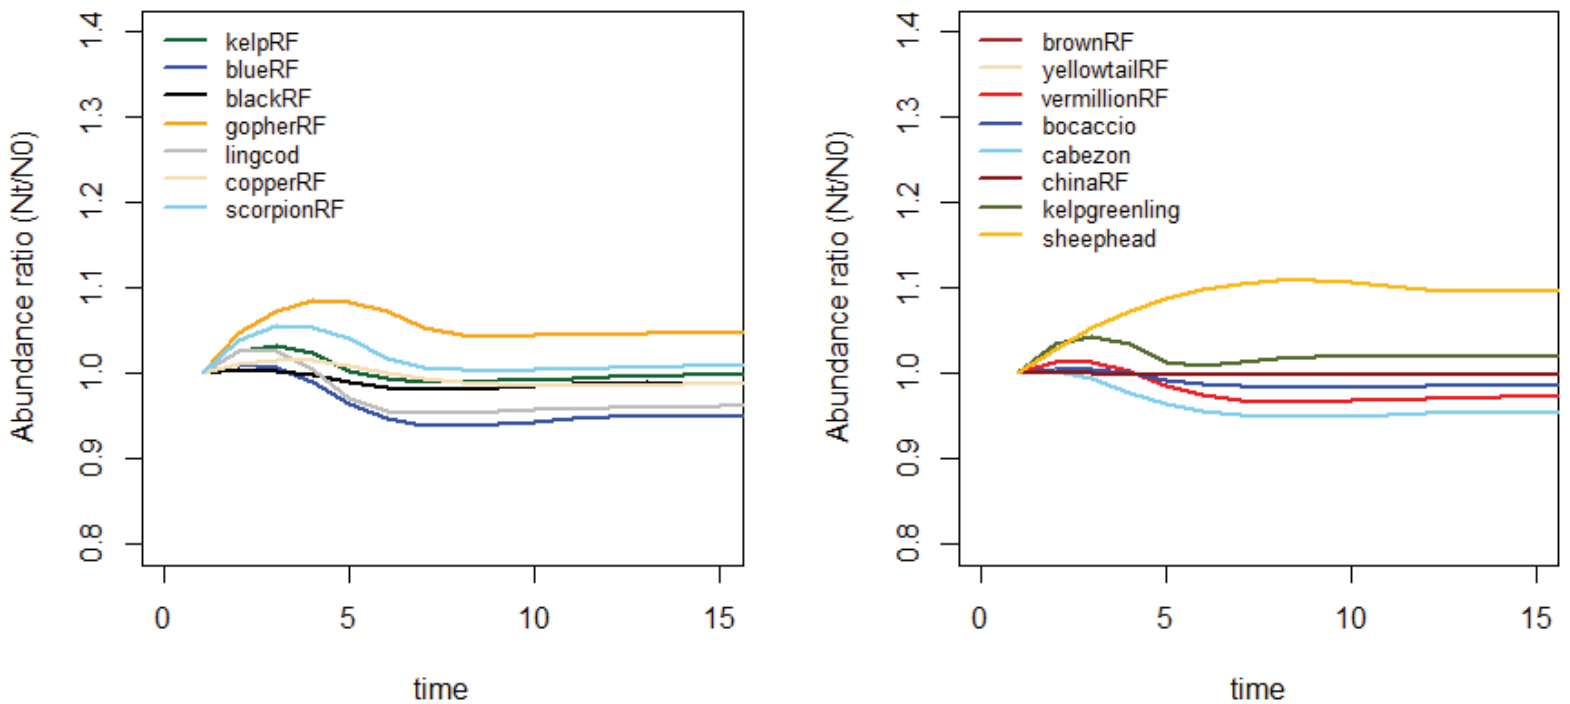 Abundance ratio (Nt/N0)
1.4
1.3
1.2
1.1
1.0
0.9
0.8
kelpRF
blueRF
blackRF
gopherRF
lingcod
copperRF
scorpionRF
0 5 10 15
time
Abundance ratio (Nt/N0)
1.4
1.3
1.2
1.1
1.0
0.9
0.8
brownRF
yellowtailRF
vermillionRF
bocaccio
cabezon
chinaRF
kelpgreenling
sheephead
0 5 10 15
time